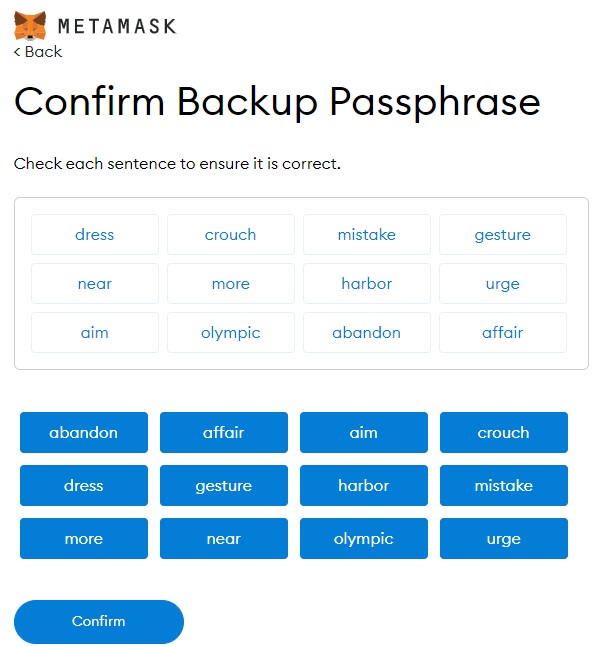 METAMASK
< Back
Confirm Backup Passphrase
Check each sentence to ensure it is correct.
dress crouch mistake gesture
near more harbor urge
aim olympic abandon affair
abandon affair aim crouch
dress gesture harbor mistake
more near olympic urge
Confirm